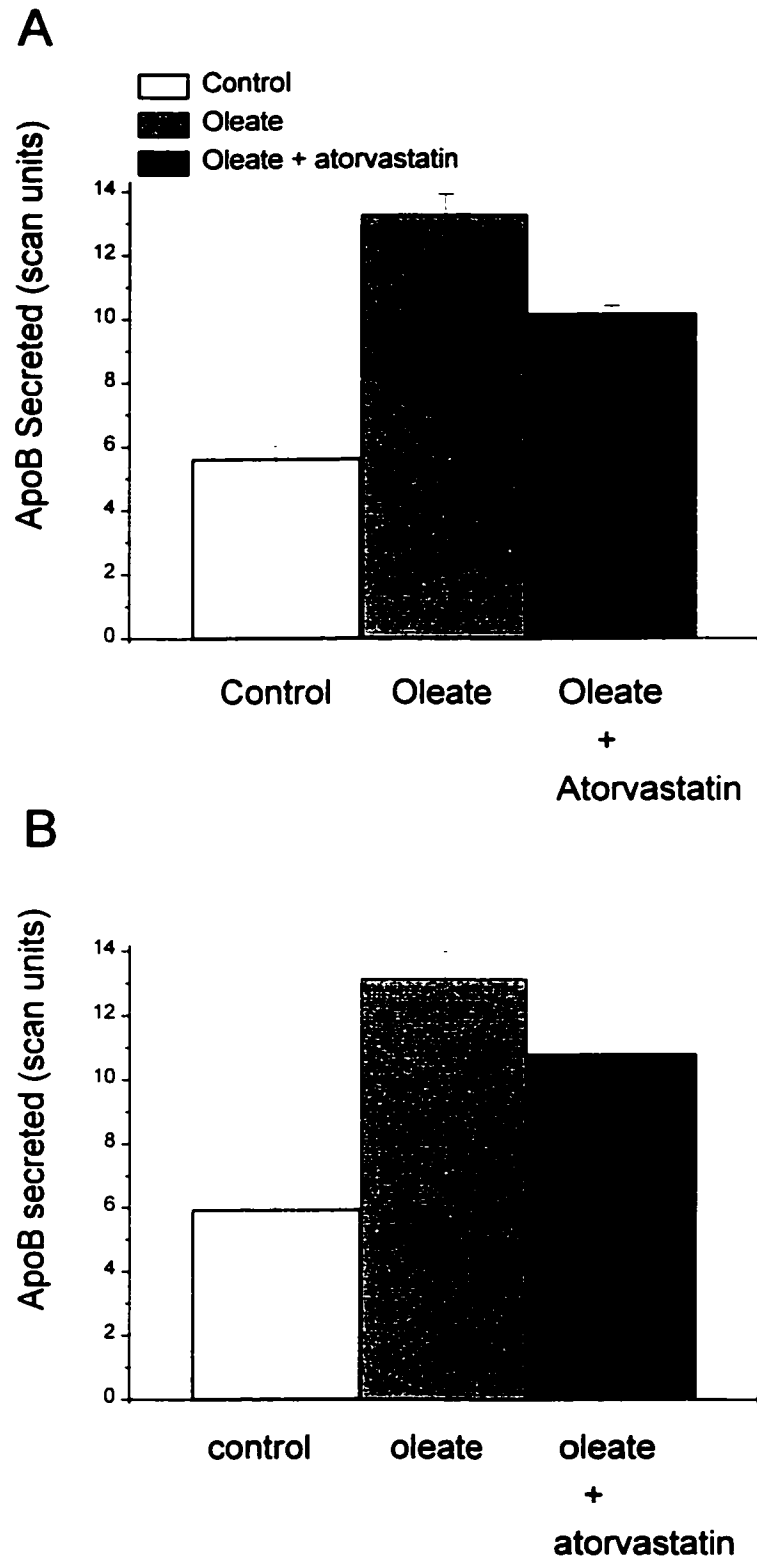 A
Control
Oleate
Oleate + atorvastatin
ApoB Secreted (scan units)
14
12
10
8
6
4
2
0
Control Oleate Oleate
+
Atorvastatin
B
ApoB secreted (scan units)
14
12
10
8
6
4
2
0
control oleate oleate
+
atorvastatin